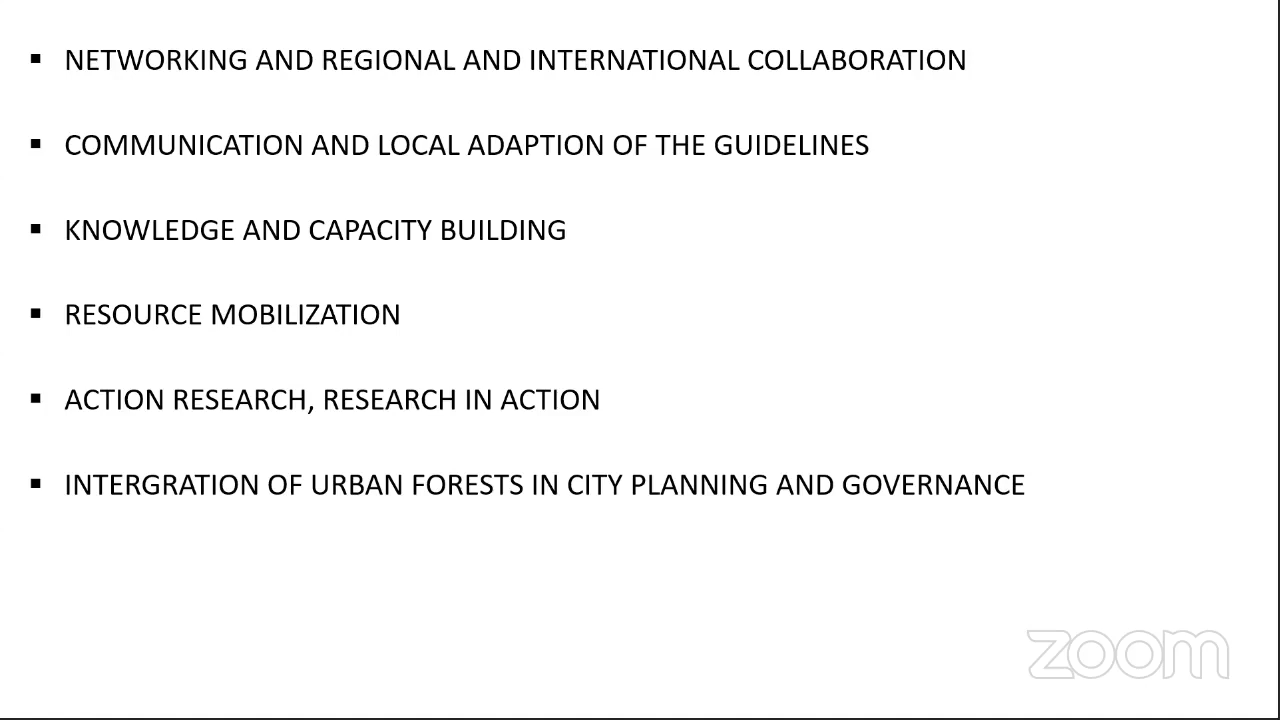 ▪ NETWORKING AND REGIONAL AND INTERNATIONAL COLLABORATION
▪ COMMUNICATION AND LOCAL ADAPTION OF THE GUIDELINES
▪ KNOWLEDGE AND CAPACITY BUILDING
▪ RESOURCE MOBILIZATION
▪ ACTION RESEARCH, RESEARCH IN ACTION
▪ INTERGRATION OF URBAN FORESTS IN CITY PLANNING AND GOVERNANCE
zoom